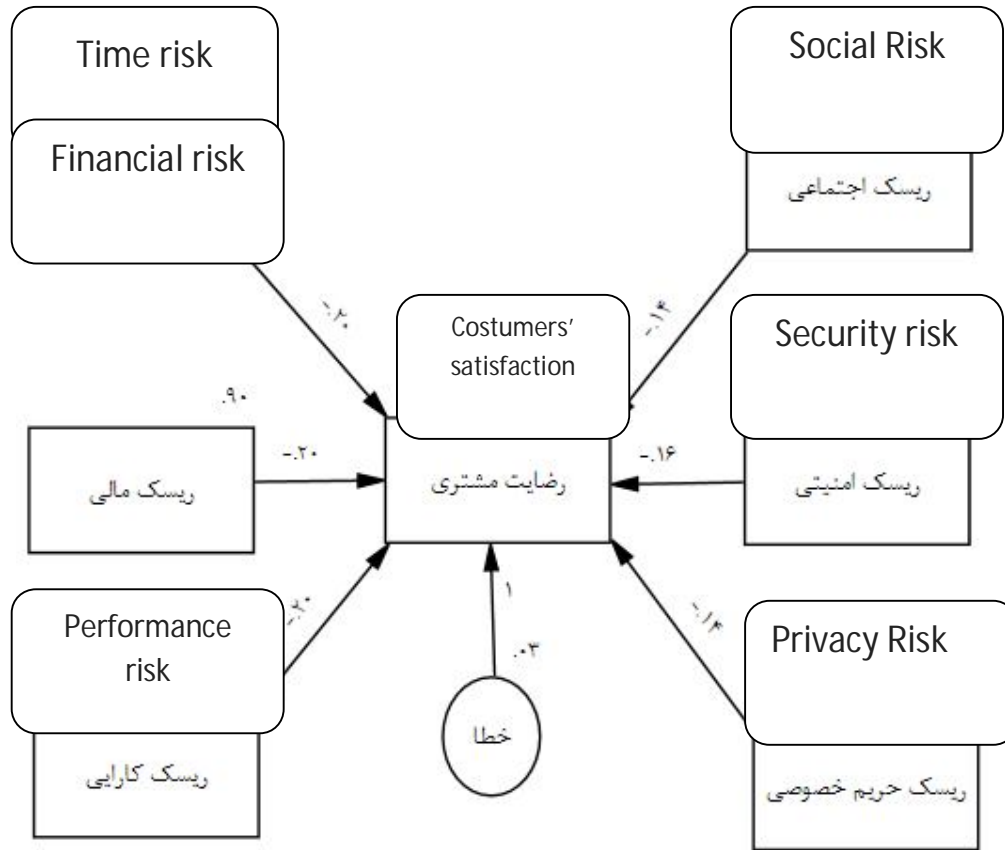 Time risk
Financial risk
Social Risk
ریسک اجتماعی
-.۲۰
-.۱۴
Costumers’
satisfaction
رضایت مشتری
Security risk
ریسک امنیتی
.۹۰
-.۲۰
-.۱۶
ریسک مالی
Performance
risk
ریسک کارایی
-.۲۰
۱
.۰۳
خطا
-.۱۴
Privacy Risk
ریسک حریم خصوصی